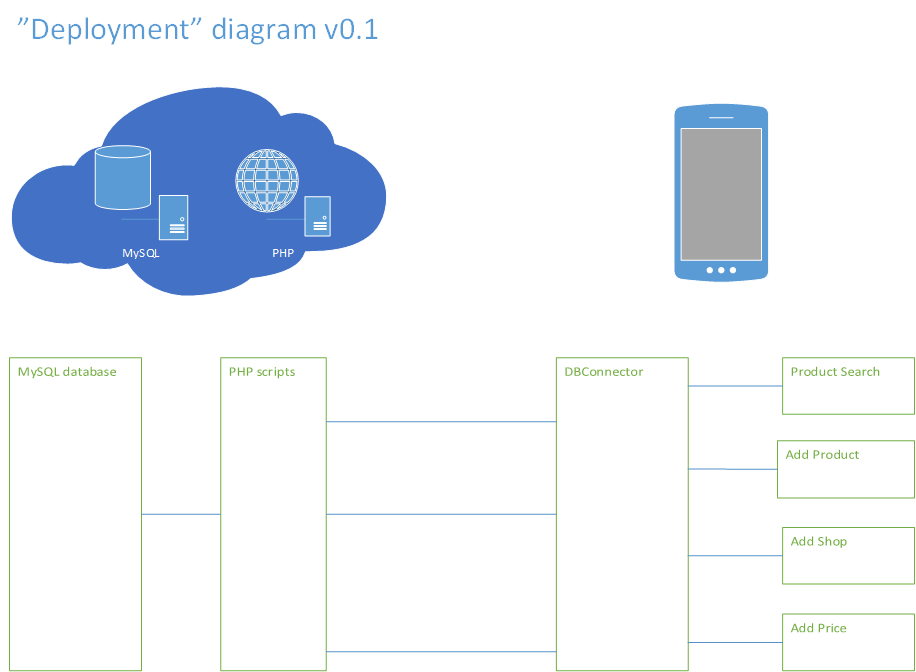 ”Deployment” diagram v0.1
MySQL
PHP
MySQL database
PHP scripts
DBConnector
Product Search
Add Product
Add Shop
Add Price